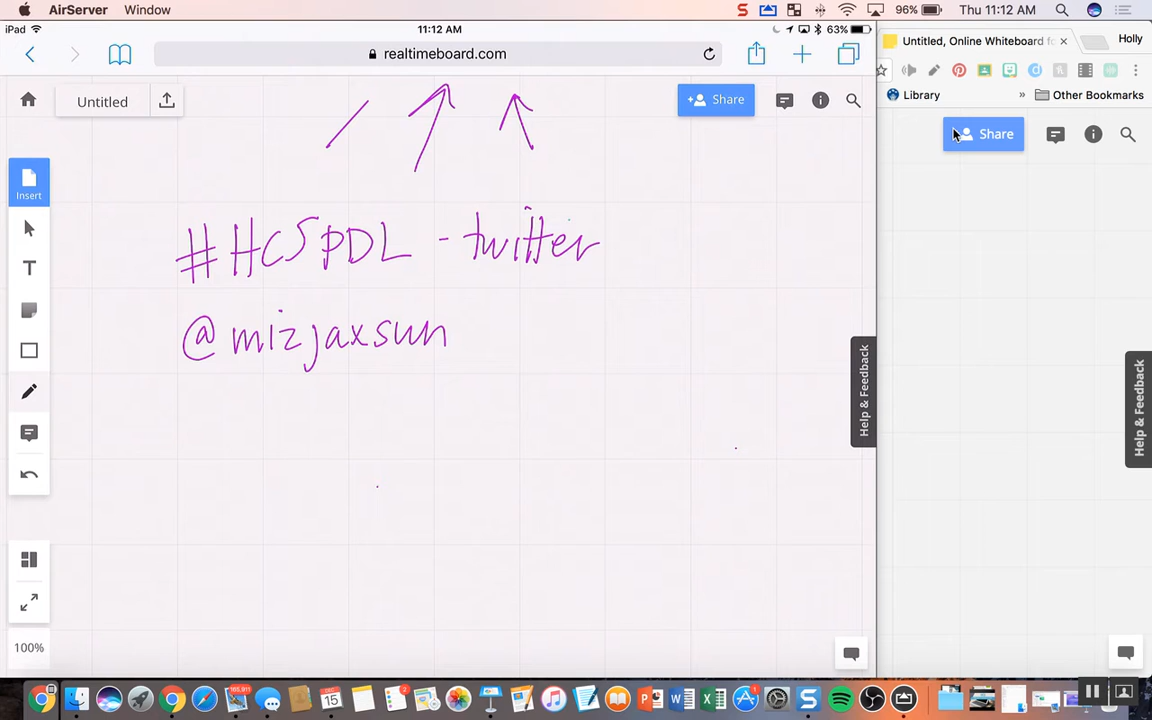 AirServer Window 96% Thu 11:12 AM
iPad 11:12 AM 63%
realtimeboard.com
Untitled, Online Whiteboard fo × Holly
Library » Other Bookmarks
Untitled Share
Share
Insert
T
#HCSPDL - twitter
@mizjaxsun
Help & Feedback
Help & Feedback
100%